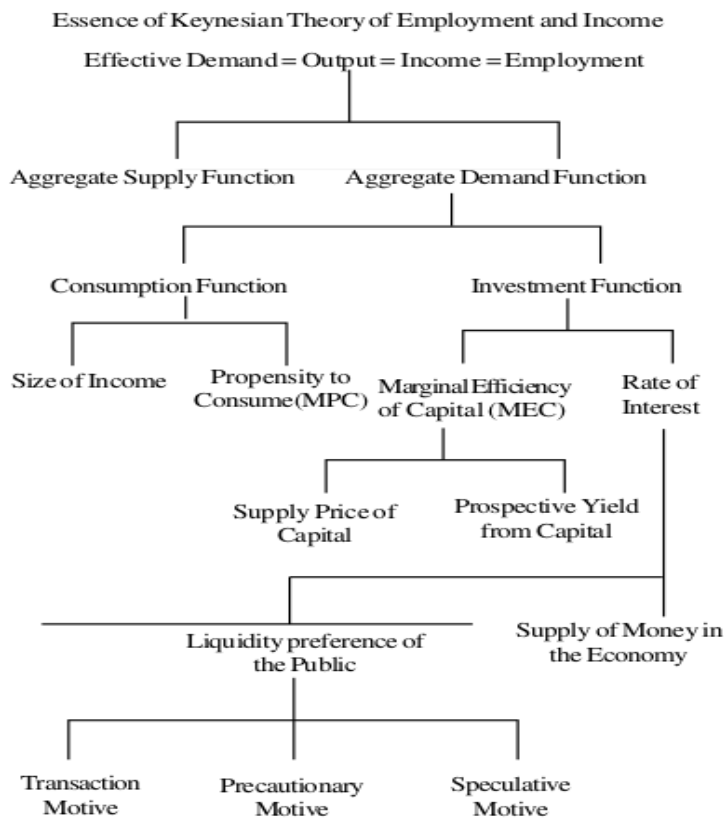 Essence of Keynesian Theory of Employment and Income
Effective Demand = Output = Income = Employment
Aggregate Supply Function
Aggregate Demand Function
Consumption Function
Investment Function
Size of Income
Propensity to
Consume (MPC)
Marginal Efficiency
of Capital (MEC)
Rate of
Interest
Supply Price of
Capital
Prospective Yield
from Capital
Liquidity preference of
the Public
Supply of Money in
the Economy
Transaction
Motive
Precautionary
Motive
Speculative
Motive